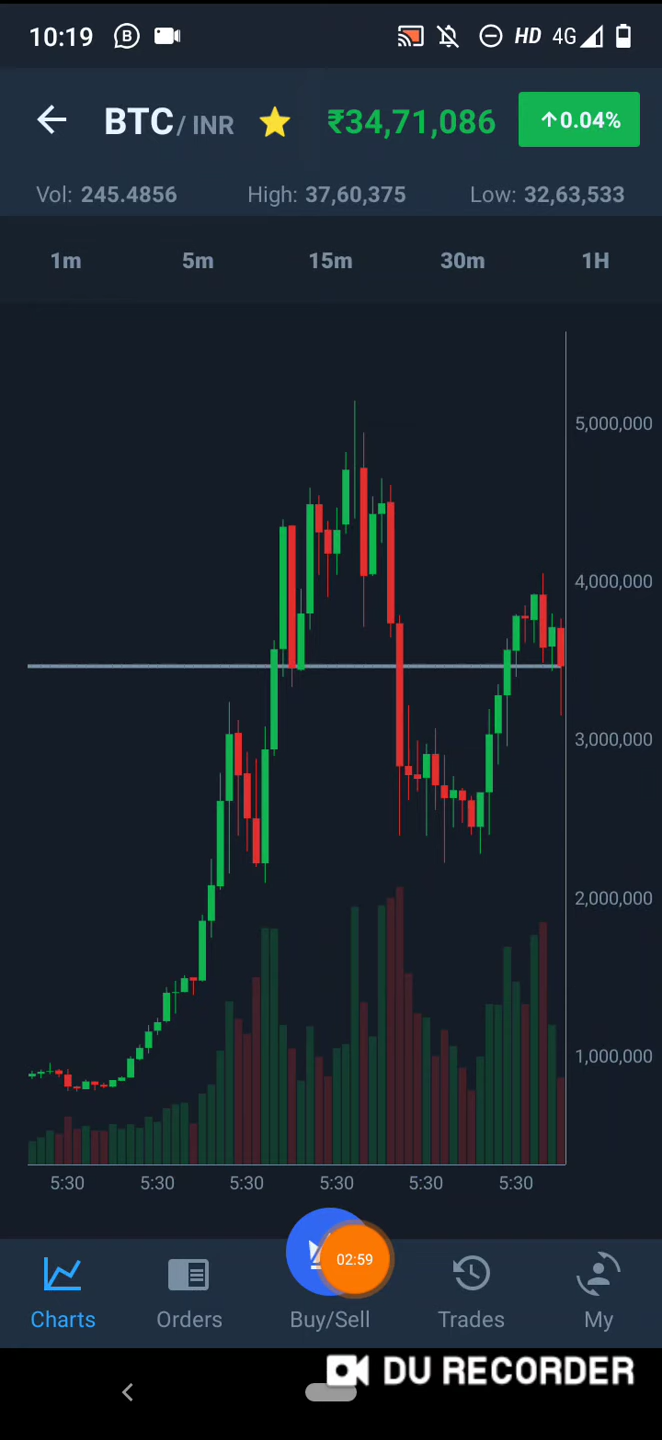 10:19 B HD 4G
BTC/ INR ₹34,71,086 ↑0.04%
Vol: 245.4856 High: 37,60,375 Low: 32,63,533
1m 5m 15m 30m 1H
5,000,000
4,000,000
3,000,000
2,000,000
1,000,000
5:30 5:30 5:30 5:30 5:30 5:30
02:59
Charts Orders Buy/Sell Trades My
DU RECORDER